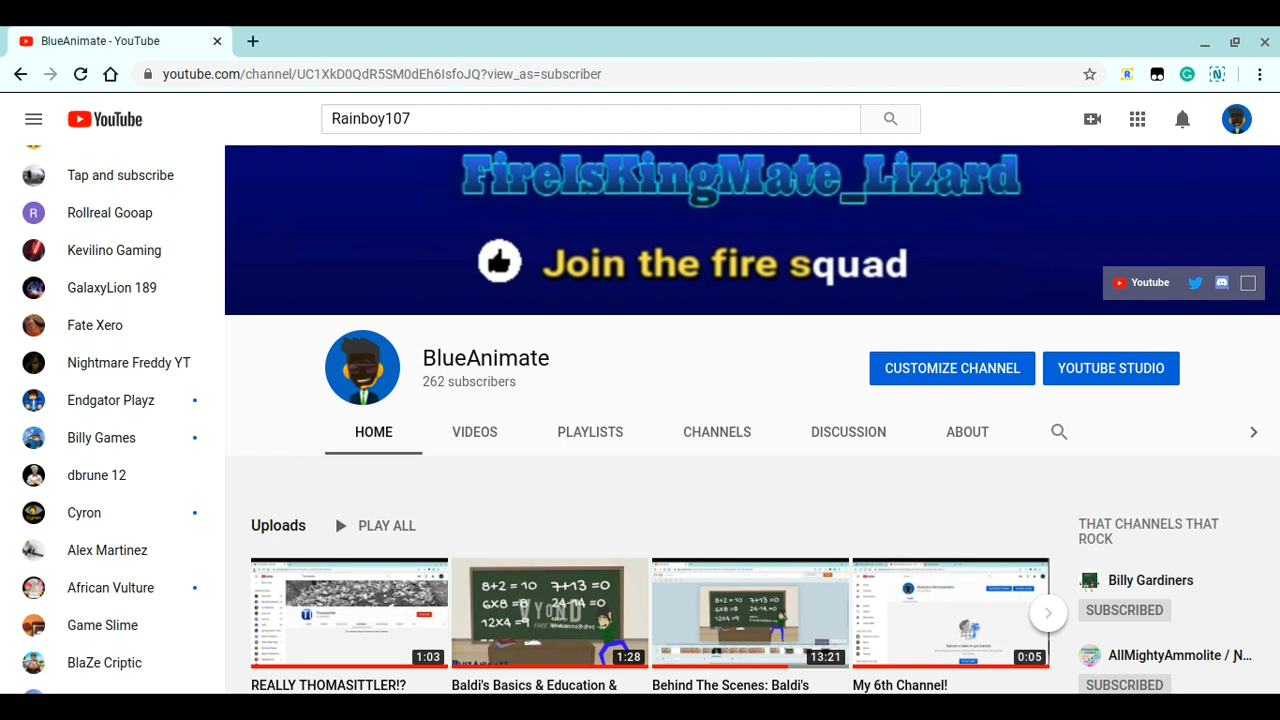 BlueAnimate - YouTube
youtube.com/channel/UC1XkD0QdR5SM0dEh6IsfoJQ?view_as=subscriber
YouTube
Rainboy107
Tap and subscribe
R
Rollreal Gooap
Kevilino Gaming
GalaxyLion 189
Fate Xero
Nightmare Freddy YT
Endgator Playz
Billy Games
dbrune 12
Cyron
Alex Martinez
African Vulture
Game Slime
BlaZe Criptic
FireIsKingMate_Lizard
Join the fire squad
Youtube
BlueAnimate
262 subscribers
CUSTOMIZE CHANNEL
YOUTUBE STUDIO
HOME VIDEOS PLAYLISTS CHANNELS DISCUSSION ABOUT
Uploads PLAY ALL
8+2=10 7+13=0
6X8=8 24-14=0
12X4=9
1:03
1:28
13:21
0:05
REALLY THOMASITTLER!?
Baldi's Basics & Education &
Behind The Scenes: Baldi's
My 6th Channel!
THAT CHANNELS THAT
ROCK
Billy Gardiners
SUBSCRIBED
AllMightyAmmolite /
SUBSCRIBED